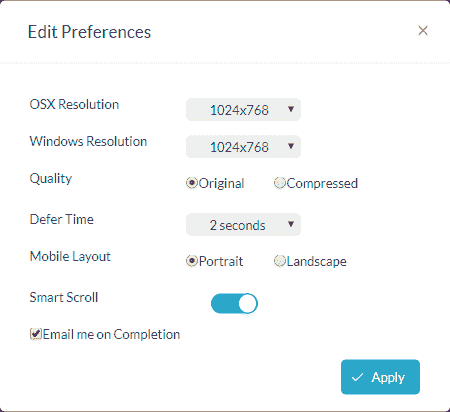 Edit Preferences
OSX Resolution 1024x768
Windows Resolution 1024x768
Quality Original Compressed
Defer Time 2 seconds
Mobile Layout Portrait Landscape
Smart Scroll
Email me on Completion
Apply